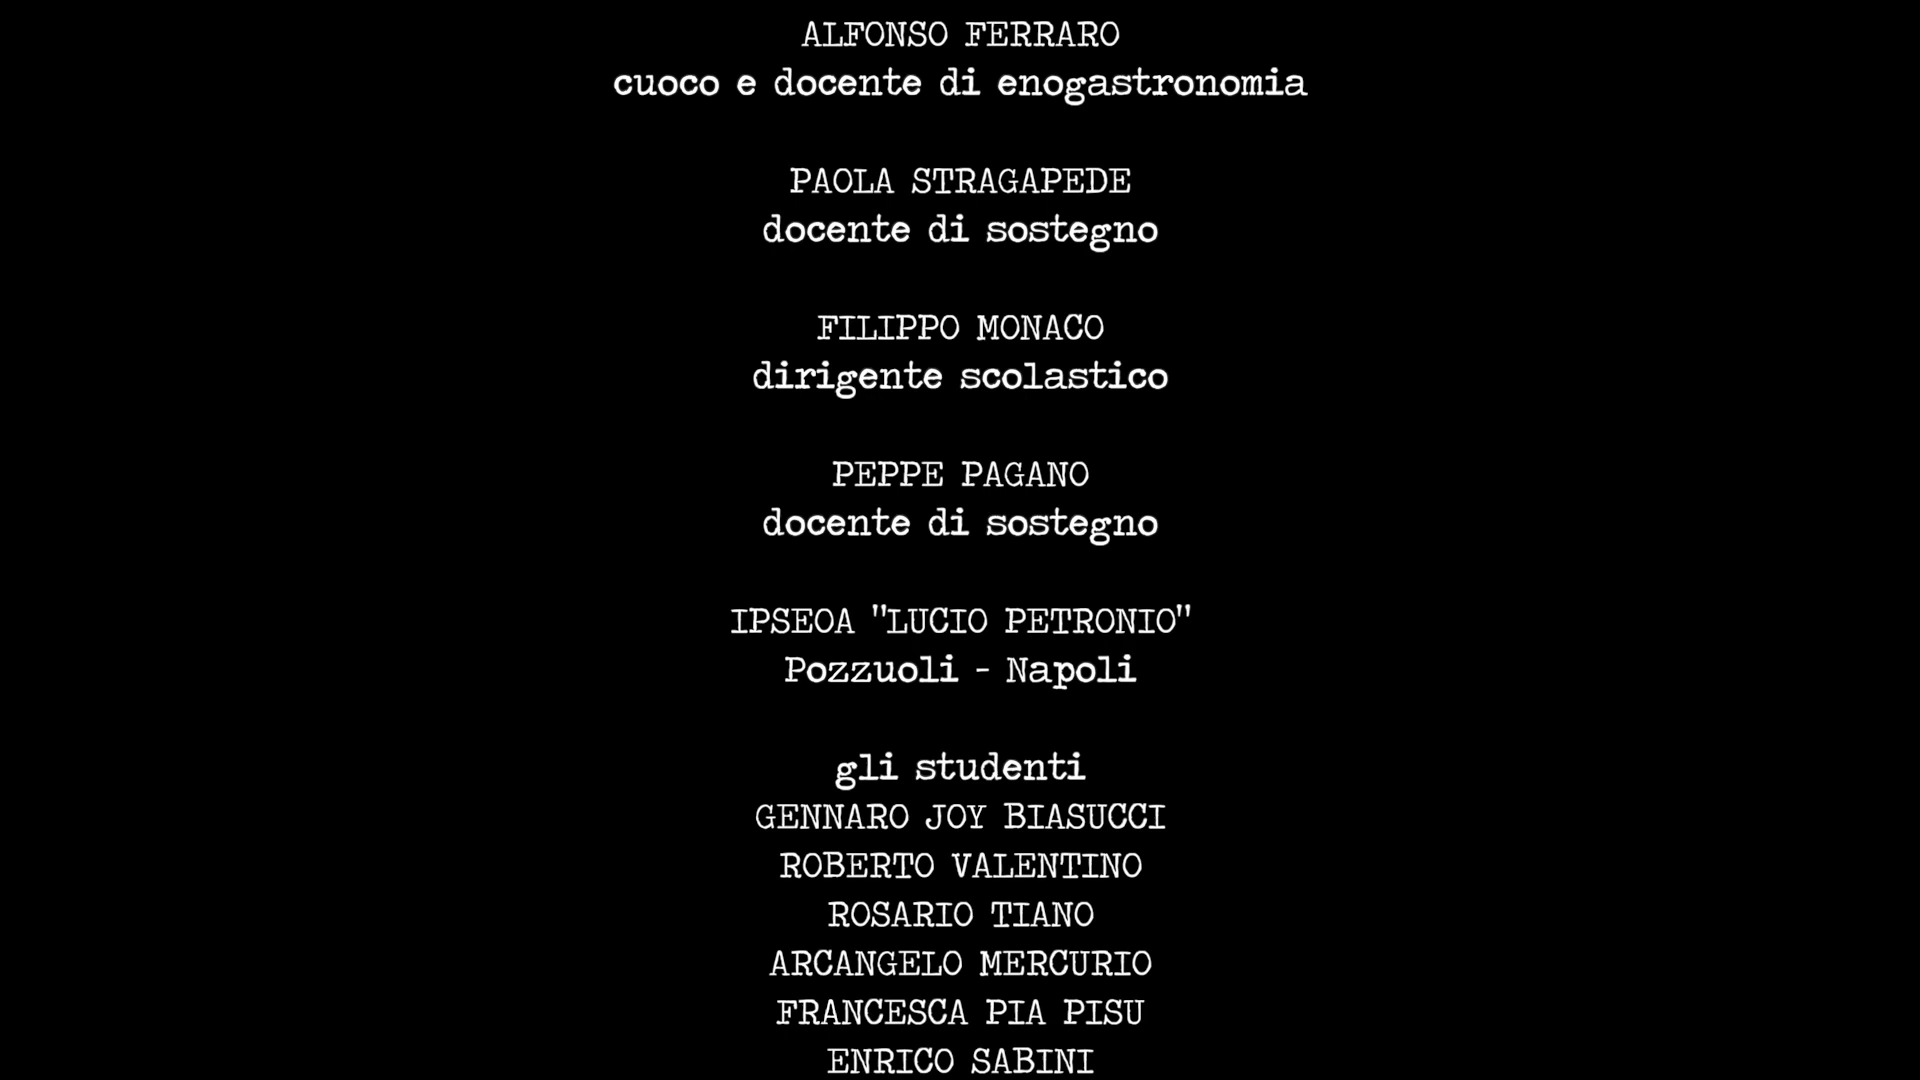 ALFONSO FERRARO
cuoco e docente di enogastronomia
PAOLA STRAGAPEDE
docente di sostegno
FILIPPO MONACO
dirigente scolastico
PEPPE PAGANO
docente di sostegno
IPSEOA "LUCIO PETRONIO"
Pozzuoli - Napoli
gli studenti
GENNARO JOY BIASUCCI
ROBERTO VALENTINO
ROSARIO TIANO
ARCANGELO MERCURIO
FRANCESCA PIA PISU
ENRICO SABINI